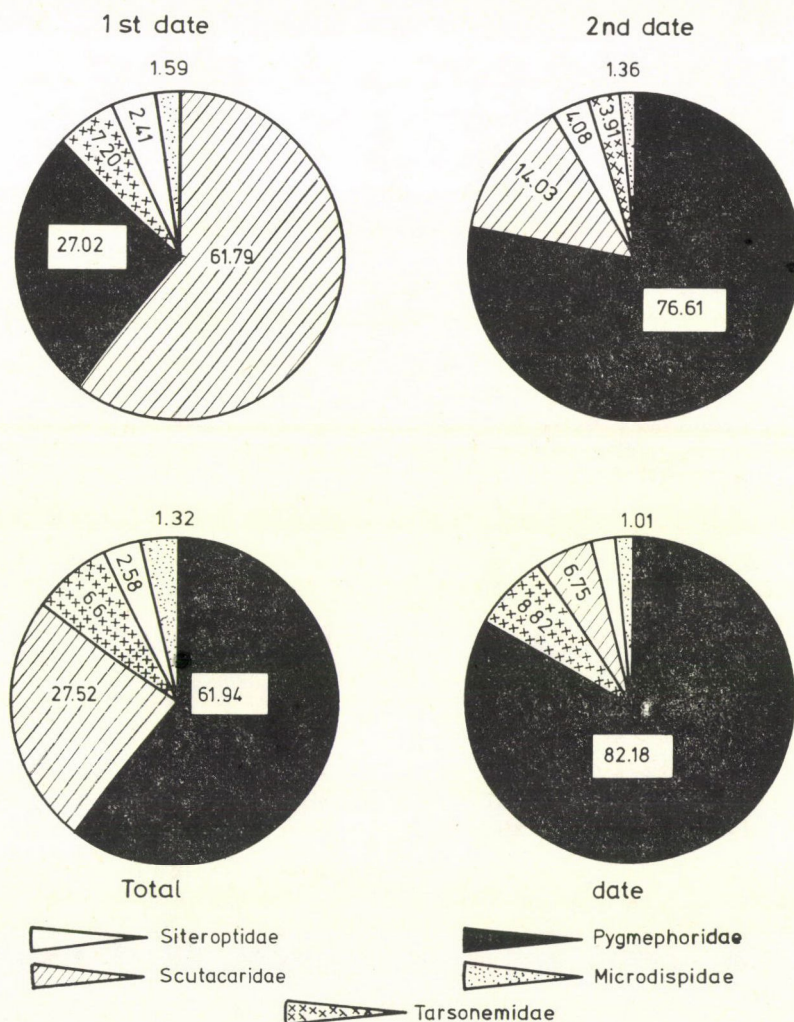 1st date
2nd date
1.59
1.36
2.41
7.20
27.02
61.79
4.08
3.91
14.03
76.61
1.32
1.01
2.58
6.6
27.52
61.94
6.75
8.82
82.18
Total
date
Siteroptidae
Pygmephoridae
Scutacaridae
Microdispidae
Tarsonemidae